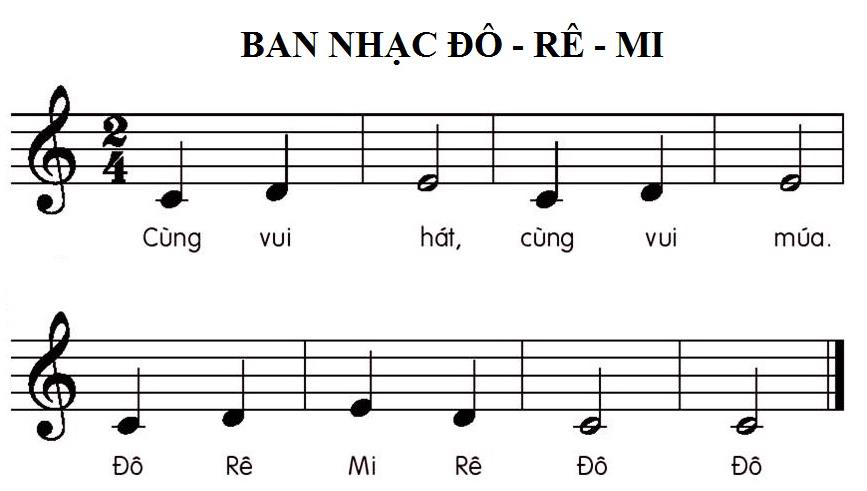 BAN NHẠC ĐÔ - RÊ - MI
2
4
Cùng vui hát, cùng vui múa.
Đô Rê Mi Rê Đô Đô